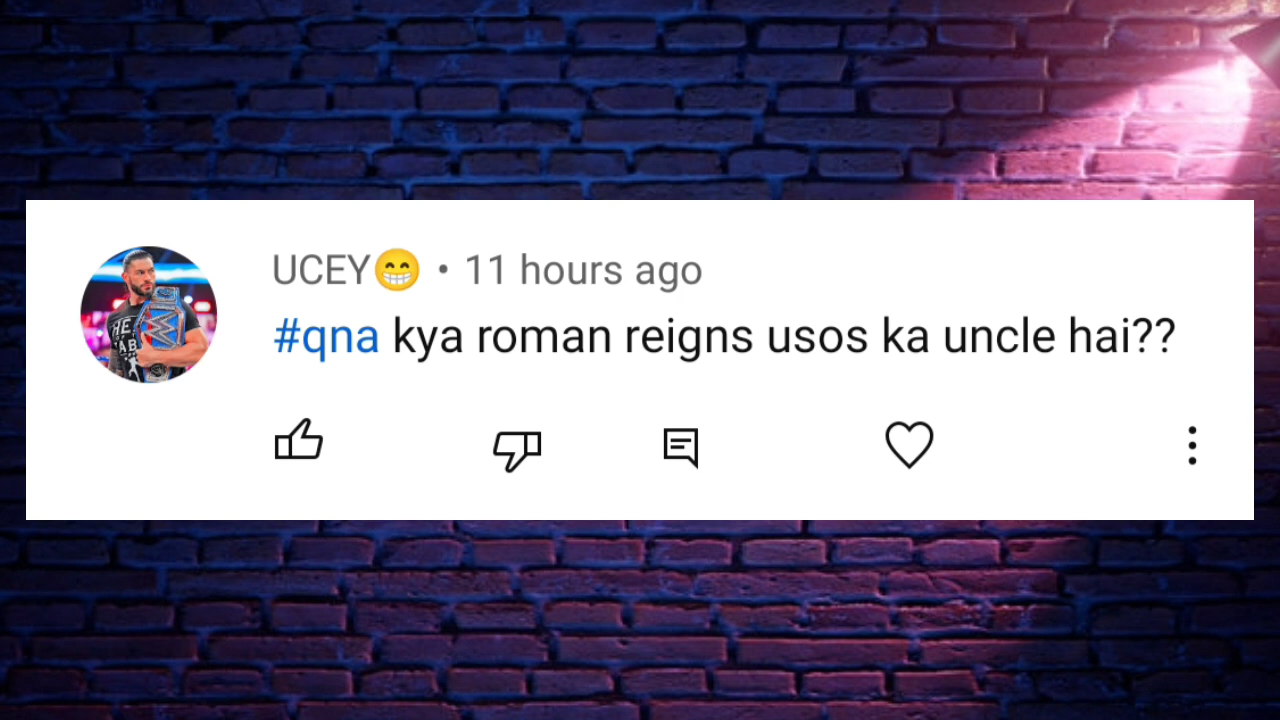 UCEY😁 • 11 hours ago
#qna kya roman reigns usos ka uncle hai??